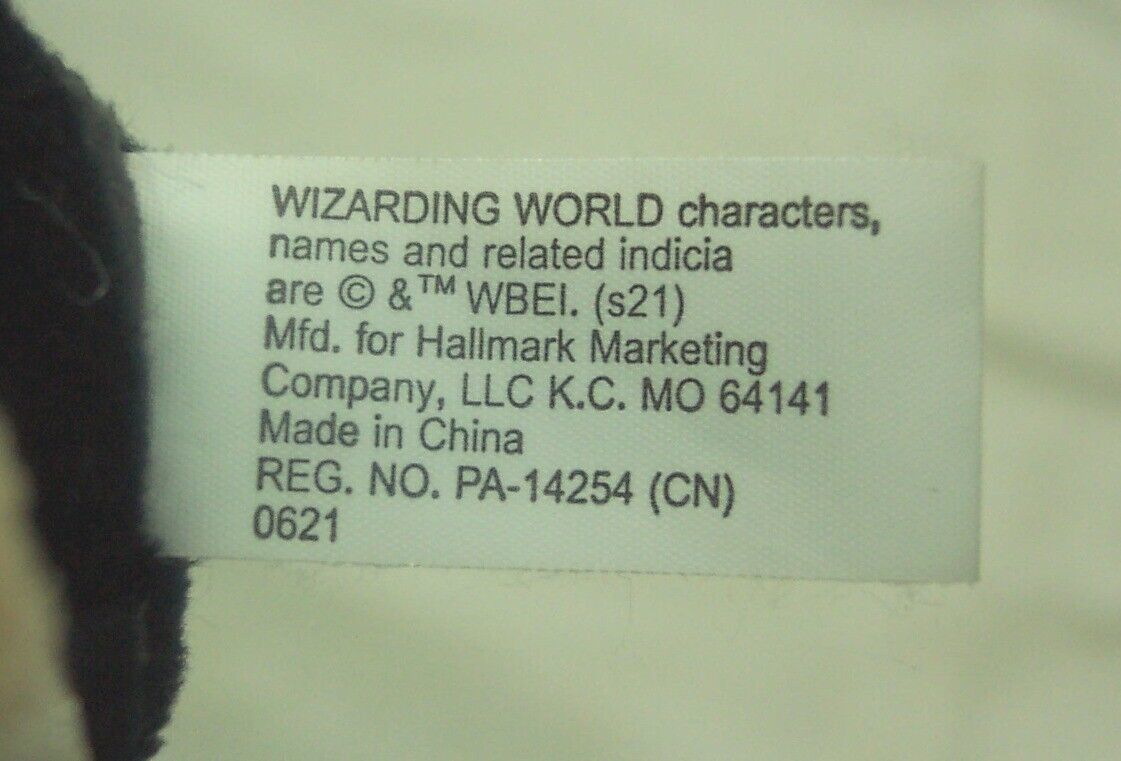 WIZARDING WORLD characters,
names and related indicia
are © &™ WBEI. (s21)
Mfd. for Hallmark Marketing
Company, LLC K.C. MO 64141
Made in China
REG. NO. PA-14254 (CN)
0621